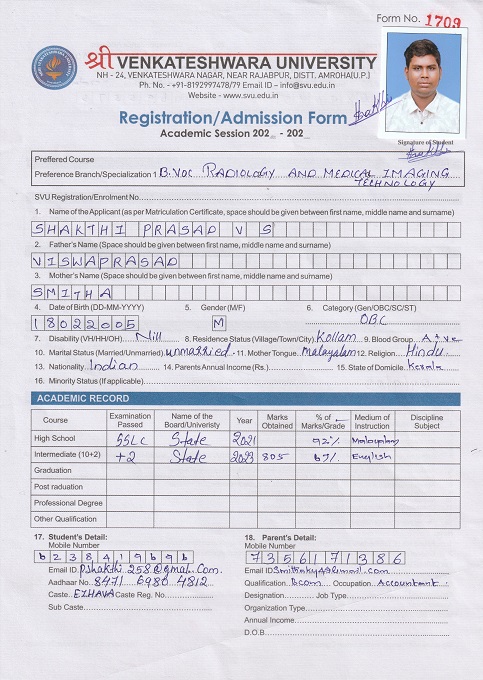 Form No. 1709
श्री VENKATESHWARA UNIVERSITY
NH - 24, VENKATESHWARA NAGAR, NEAR RAJABPUR, DISTT. AMROHA(U.P.)
Ph. No. - +91-8192997478/79 Email ID – info@svu.edu.in
Website - www.svu.edu.in
Registration/Admission Form
Academic Session 202 - 202
Signature of Student
Preffered Course
Preference Branch/Specialization 1 B.VOC RADIOLOGY AND MEDICAL IMAGING
TECHNOLOGY
SVU Registration/Enrolment No
1. Name of the Applicant (as per Matriculation Certificate, space should be given between first name, middle name and surname)
SHAKTHI PRASAD V S
2. Father's Name (Space should be given between first name, middle name and surname)
VISWAPRASAD
3. Mother's Name (Space should be given between first name, middle name and surname)
SMITHA
4. Date of Birth (DD-MM-YYYY) 5. Gender (M/F) 6. Category (Gen/OBC/SC/ST)
18022005 M OBC
7. Disability (VH/HH/OH) Nill 8. Residence Status (Village/Town/City) Kollam 9. Blood Group A+ve
10. Marital Status (Married/Unmarried) unmarried 11. Mother Tongue malayalam 12. Religion Hindu
13. Nationality Indian 14. Parents Annual Income (Rs.) 15. State of Domicile Kerala
16. Minority Status (If applicable)
ACADEMIC RECORD
Course Examination Passed Name of the Board/Univeristy Year Marks Obtained % of Marks/Grade Medium of Instruction Discipline Subject
High School SSLC State 2021 92% Malayalam
Intermediate (10+2) +2 State 2023 805 67% English
Graduation
Post raduation
Professional Degree
Other Qualification
17. Student's Detail: 18. Parent's Detail:
Mobile Number Mobile Number
6238419696 7356171386
Email ID Pshakthi258@gmail.Com Email ID
Aadhar No 8471 6980 4812 Qualification Bcom Occupation Accountant
Caste EZHAVA Caste Reg. No. Designation Job Type
Sub Caste Organization Type
Annual Income
D.O.B